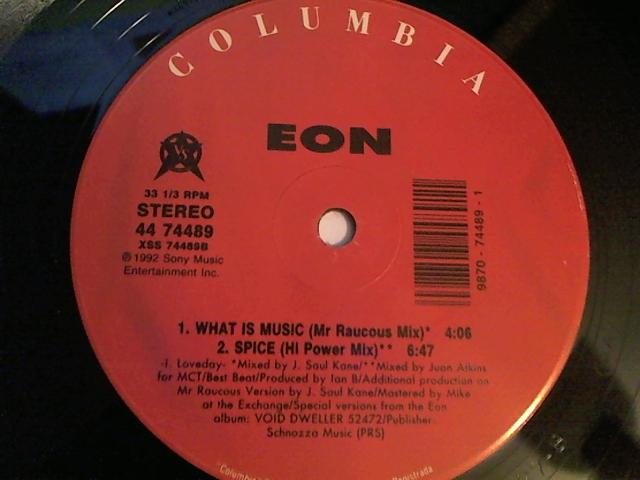 COLUMBIA
EON
VS
33 1/3 RPM
STEREO
44 74489
XSS 74489B
℗ 1992 Sony Music
Entertainment Inc.
9870 - 74489 - 1
1. WHAT IS MUSIC (Mr Raucous Mix)* 4:06
2. SPICE (Hi Power Mix)** 6:47
-I. Loveday- *Mixed by J. Saul Kane/**Mixed by Juan Atkins
for MCT/Best Beat/Produced by Ian B/Additional production on
Mr Raucous Version by J. Saul Kane/Mastered by Mike
at the Exchange/Special versions from the Eon
album: VOID DWELLER 52472/Publisher:
Schnozza Music (PRS)
"Columbia"
Registrada